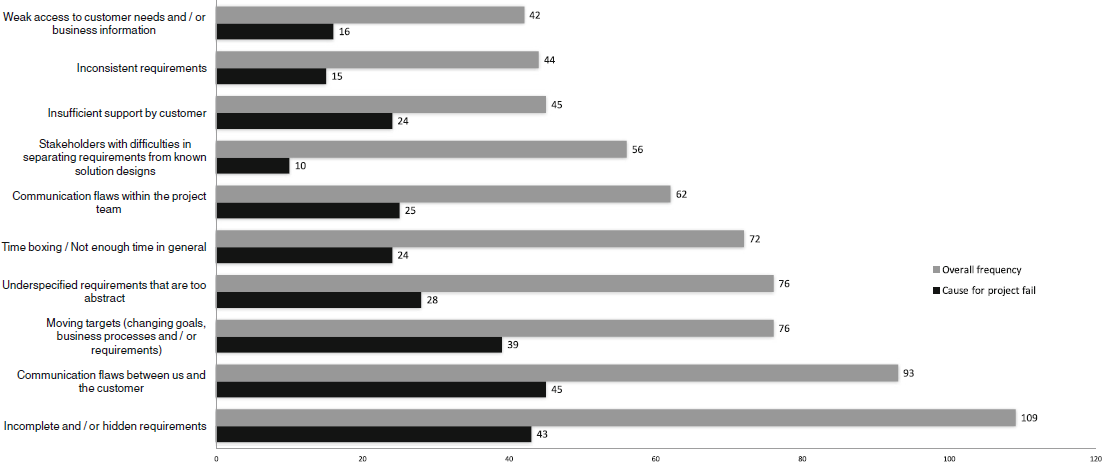 Weak access to customer needs and / or
business information
42
16
Inconsistent requirements
44
15
Insufficient support by customer
45
24
Stakeholders with difficulties in
separating requirements from known
solution designs
56
10
Communication flaws within the project
team
62
25
Time boxing / Not enough time in general
72
24
Underspecified requirements that are too
abstract
76
28
Moving targets (changing goals,
business processes and / or
requirements)
76
39
Communication flaws between us and
the customer
93
45
Incomplete and / or hidden requirements
109
43
Overall frequency
Cause for project fail
0 20 40 60 80 100 120